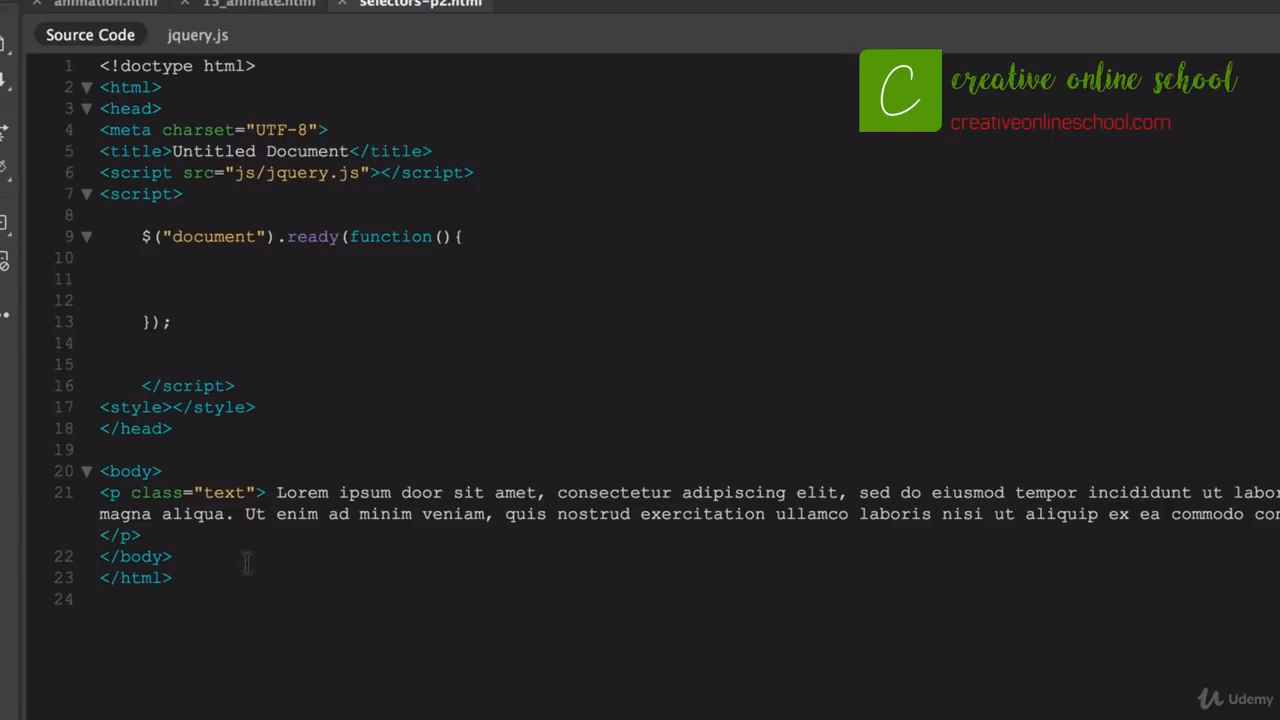 animation.html 15_animate.html selectors-p2.html
Source Code jquery.js
1 <!doctype html>
2 <html>
3 <head>
4 <meta charset="UTF-8">
5 <title>Untitled Document</title>
6 <script src="js/jquery.js"></script>
7 <script>
8
9 $("document").ready(function(){
10
11
12
13 });
14
15
16 </script>
17 <style></style>
18 </head>
19
20 <body>
21 <p class="text"> Lorem ipsum door sit amet, consectetur adipiscing elit, sed do eiusmod tempor incididunt ut labor
magna aliqua. Ut enim ad minim veniam, quis nostrud exercitation ullamco laboris nisi ut aliquip ex ea commodo con
</p>
22 </body>
23 </html>
24
C creative online school
creativeonlineschool.com
Udemy